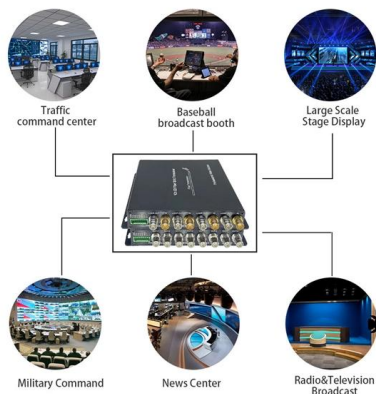 Traffic
command center
Baseball
broadcast booth
Large Scale
Stage Display
Military Command
News Center
Radio&Television
Broadcast